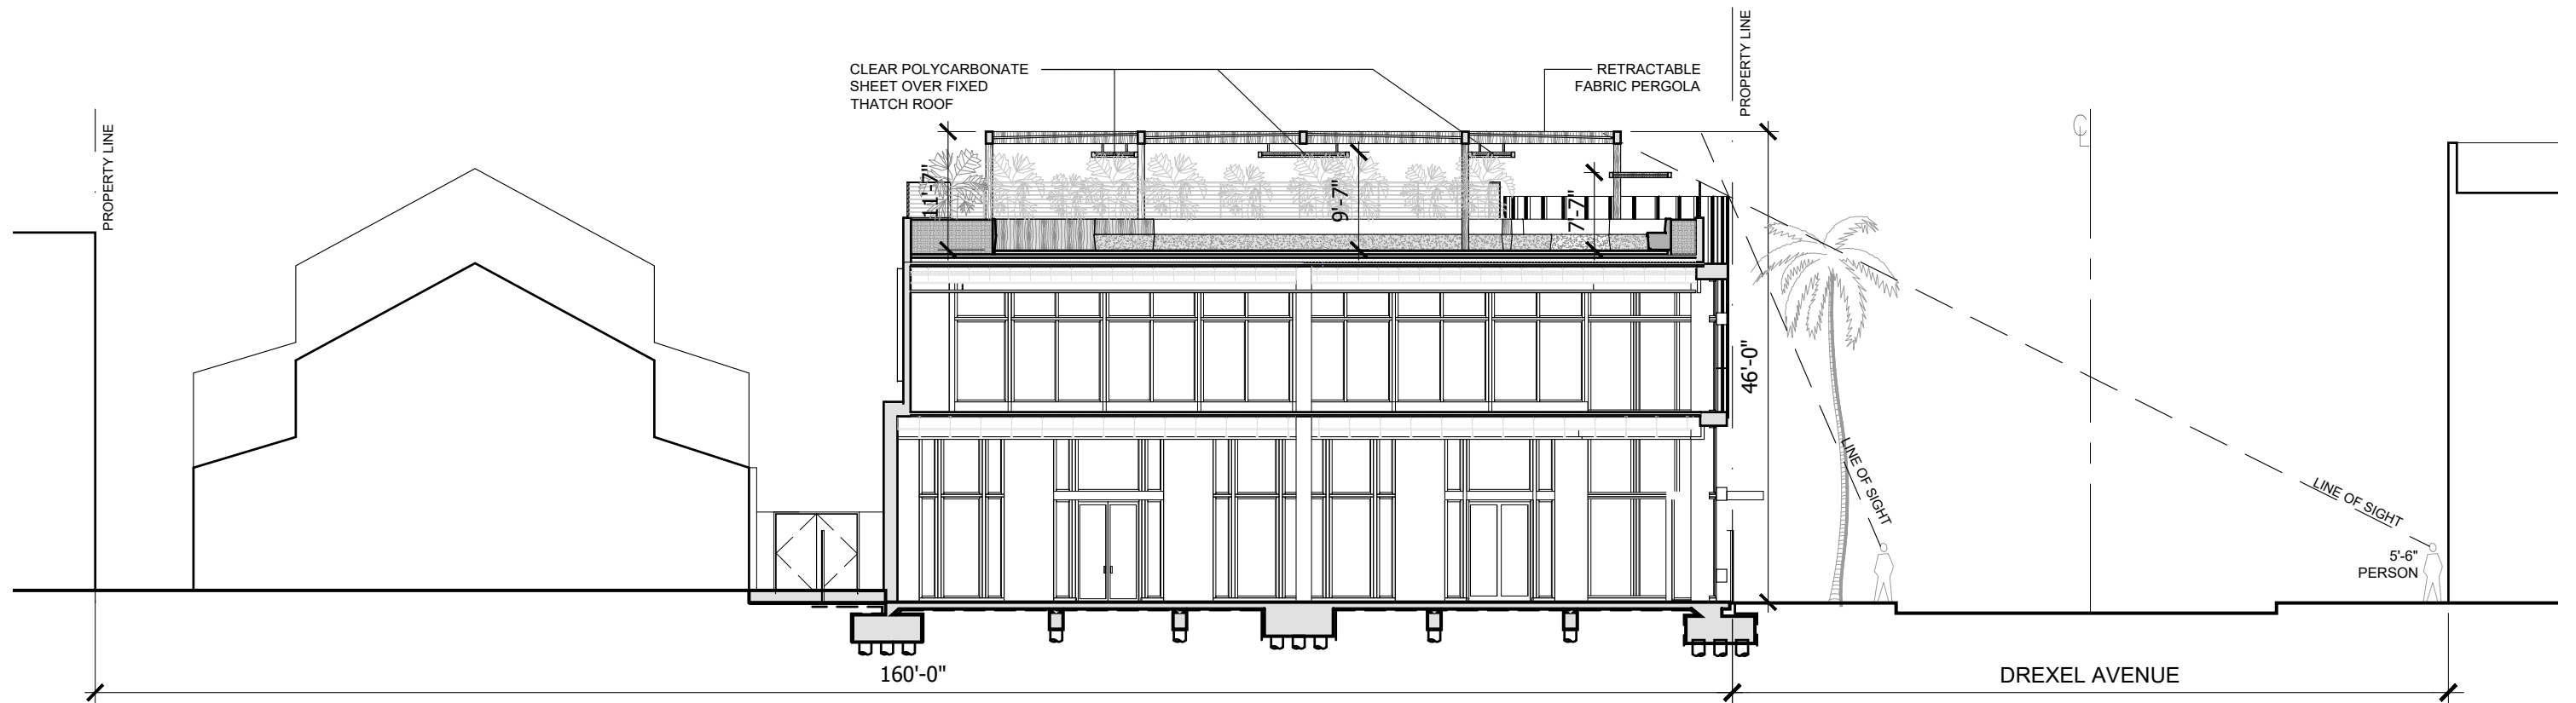 PROPERTY LINE
CLEAR POLYCARBONATE
SHEET OVER FIXED
THATCH ROOF
RETRACTABLE
FABRIC PERGOLA
PROPERTY LINE
CL
11'-7"
9'-7"
7'-7"
46'-0"
LINE OF SIGHT
LINE OF SIGHT
5'-6"
PERSON
160'-0"
DREXEL AVENUE